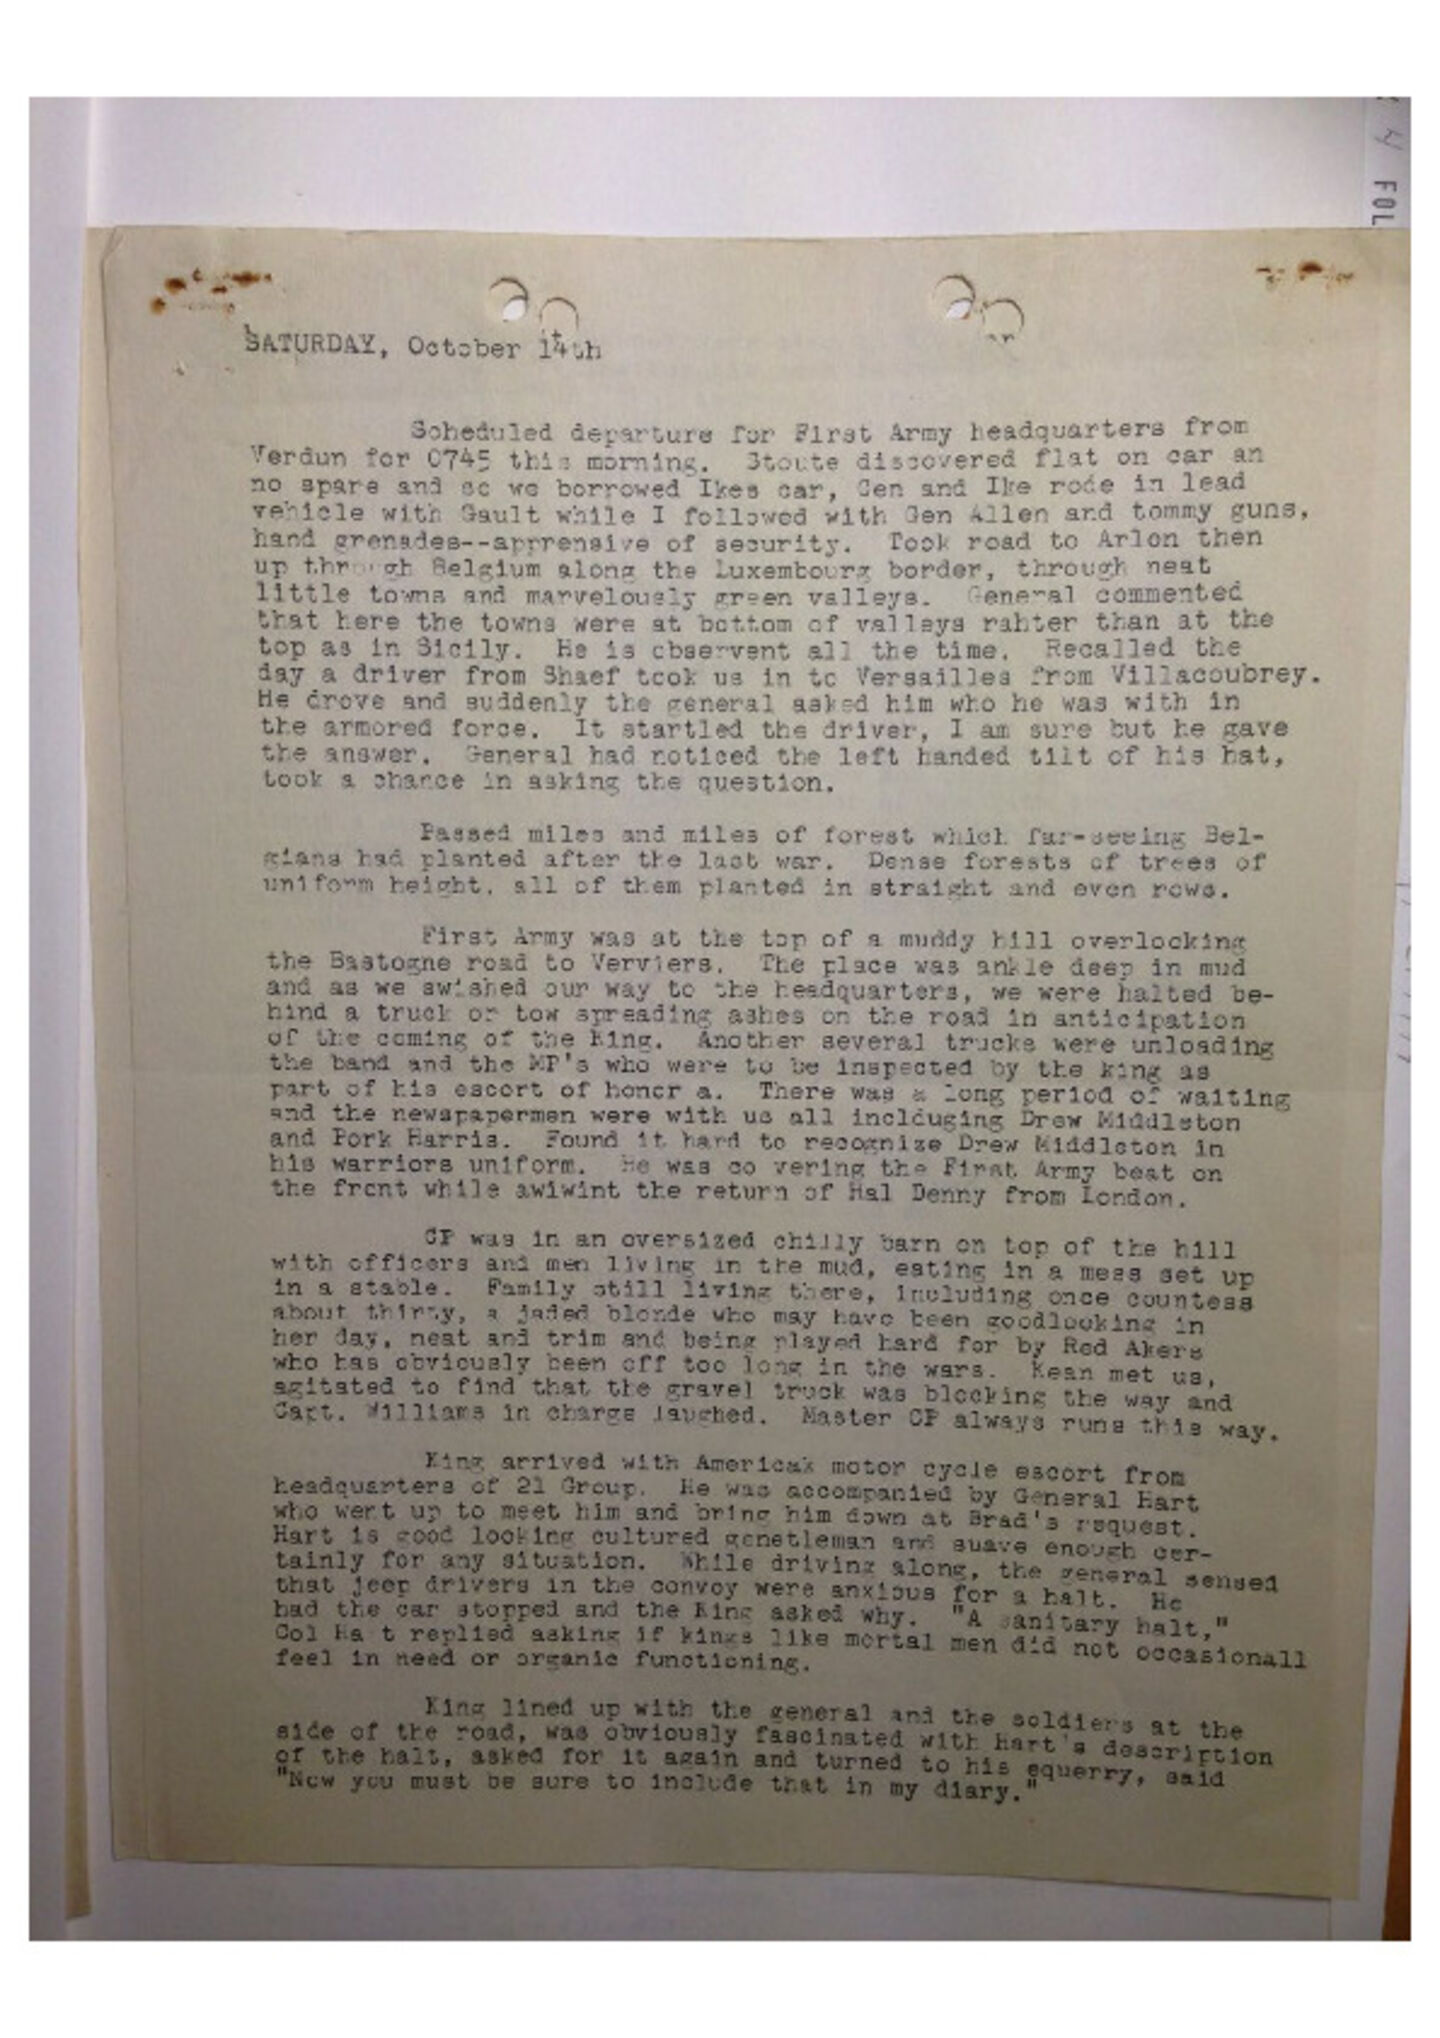 FOL
SATURDAY, October 14th
Scheduled departure for First Army headquarters from
Verdun for 0745 this morning. Stoute discovered flat on car an
no spare and so we borrowed Ikes car, Gen and Ike rode in lead
vehicle with Gault while I followed with Gen Allen and tommy guns,
hand grenades--apprensive of security. Took road to Arlon then
up through Belgium along the Luxembourg border, through neat
little towns and marvelously green valleys. General commented
that here the towns were at bottom of valleys rahter than at the
top as in Sicily. He is observent all the time. Recalled the
day a driver from Shaef took us in to Versailles from Villacoubrey.
He drove and suddenly the general asked him who he was with in
the armored force. It startled the driver, I am sure but he gave
the answer. General had noticed the left handed tilt of his hat,
took a chance in asking the question.
Passed miles and miles of forest which far-seeing Bel-
gians had planted after the last war. Dense forests of trees of
uniform height, all of them planted in straight and even rows.
First Army was at the top of a muddy hill overlooking
the Bastogne road to Verviers. The place was ankle deep in mud
and as we swished our way to the headquarters, we were halted be-
hind a truck or tow spreading ashes on the road in anticipation
of the coming of the King. Another several trucks were unloading
the band and the MP's who were to be inspected by the king as
part of his escort of honor a. There was a long period of waiting
and the newspapermen were with us all inclduging Drew Middleton
and Pork Harris. Found it hard to recognize Drew Middleton in
his warriors uniform. He was co vering the First Army beat on
the front while awiwint the return of Hal Denny from London.
CP was in an oversized chilly barn on top of the hill
with officers and men living in the mud, eating in a mess set up
in a stable. Family still living there, including once countess
about thirty, a jaded blonde who may have been goodlooking in
her day, neat and trim and being played hard for by Red Akers
who has obviously been off too long in the wars. Kean met us,
agitated to find that the gravel truck was blocking the way and
Capt. Williams in charge laughed. Master CP always runs this way.
King arrived with Americak motor cycle escort from
headquarters of 21 Group. He was accompanied by General Hart
who went up to meet him and bring him down at Brad's request.
Hart is good looking cultured genetleman and suave enough cer-
tainly for any situation. While driving along, the general sensed
that jeep drivers in the convoy were anxious for a halt. He
had the car stopped and the King asked why. "A sanitary halt,"
Col Ha t replied asking if kings like mortal men did not occasionall
feel in need or organic functioning.
King lined up with the general and the soldiers at the
side of the road, was obviously fascinated with Hart's description
of the halt, asked for it again and turned to his equerry, said
"Now you must be sure to include that in my diary."